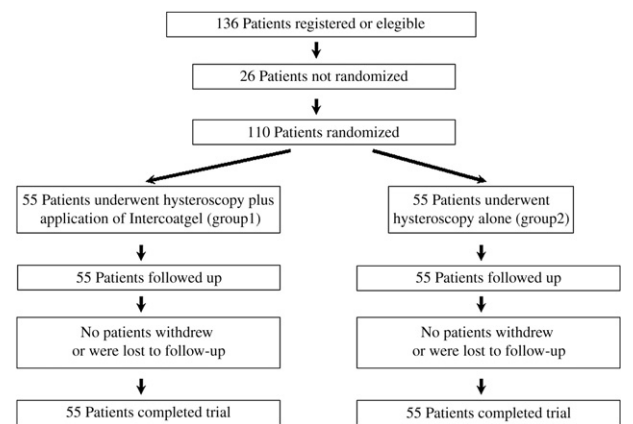 136 Patients registered or elegible
26 Patients not randomized
110 Patients randomized
55 Patients underwent hysteroscopy plus
application of Intercoatgel (group1)
55 Patients underwent
hysteroscopy alone (group2)
55 Patients followed up
55 Patients followed up
No patients withdrew
or were lost to follow-up
No patients withdrew
or were lost to follow-up
55 Patients completed trial
55 Patients completed trial